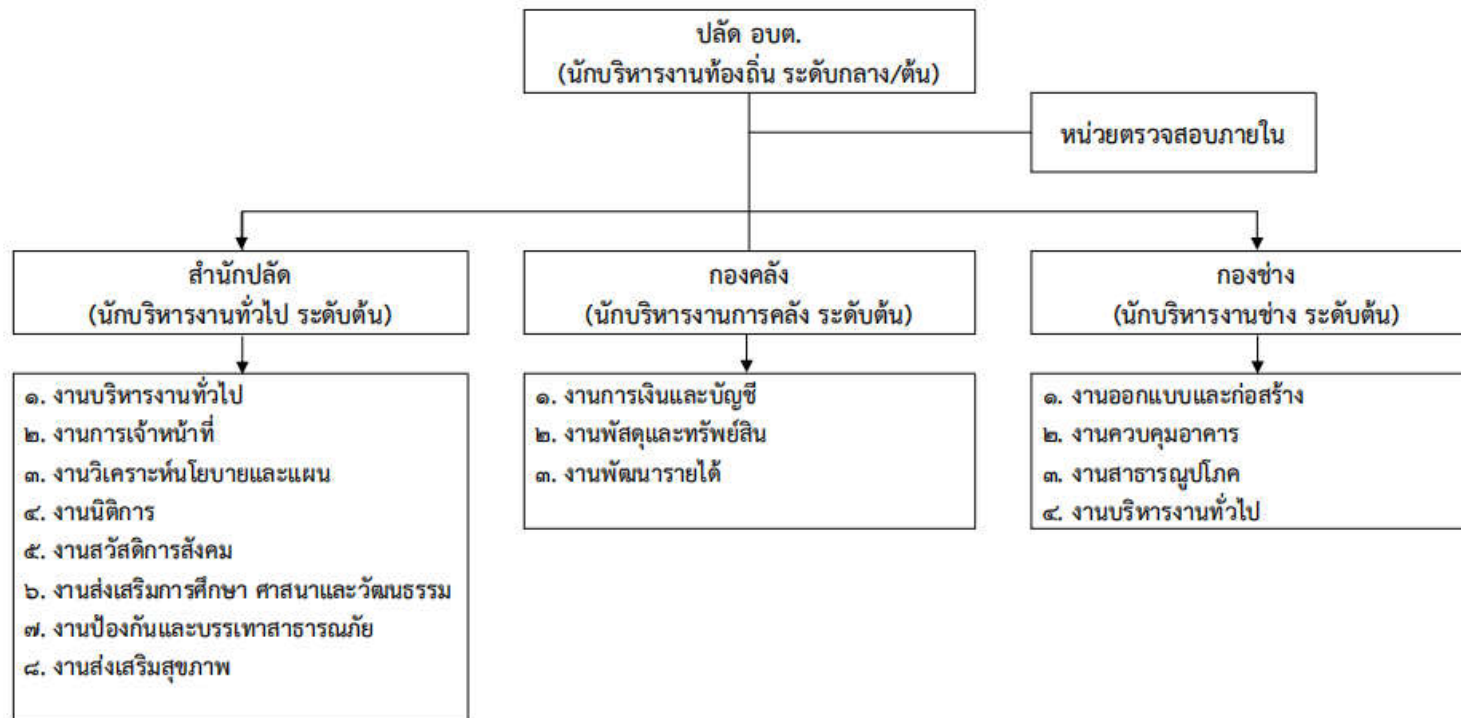 ปลัด อบต.
(นักบริหารงานท้องถิ่น ระดับกลาง/ต้น)
หน่วยตรวจสอบภายใน
สำนักปลัด
(นักบริหารงานทั่วไป ระดับต้น)
๑. งานบริหารงานทั่วไป
๒. งานการเจ้าหน้าที่
๓. งานวิเคราะห์นโยบายและแผน
๔. งานนิติการ
๕. งานสวัสดิการสังคม
๖. งานส่งเสริมการศึกษา ศาสนาและวัฒนธรรม
๗. งานป้องกันและบรรเทาสาธารณภัย
๘. งานส่งเสริมสุขภาพ
กองคลัง
(นักบริหารงานการคลัง ระดับต้น)
๑. งานการเงินและบัญชี
๒. งานพัสดุและทรัพย์สิน
๓. งานพัฒนารายได้
กองช่าง
(นักบริหารงานช่าง ระดับต้น)
๑. งานออกแบบและก่อสร้าง
๒. งานควบคุมอาคาร
๓. งานสาธารณูปโภค
๔. งานบริหารงานทั่วไป